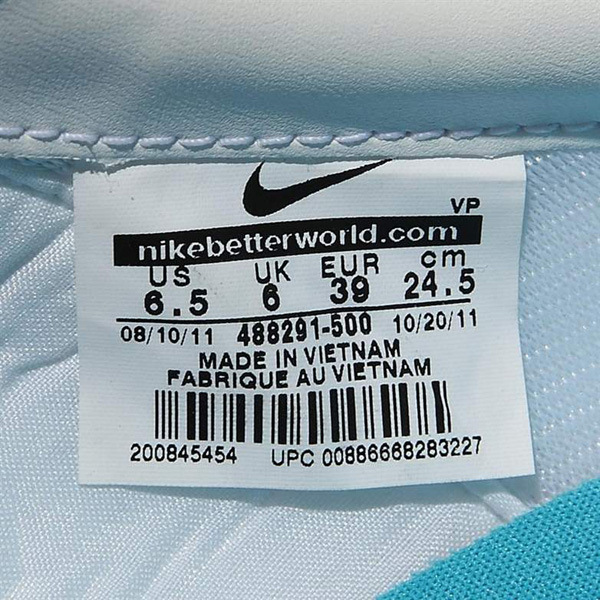 VP
nikebetterworld.com
US UK EUR cm
6.5 6 39 24.5
08/10/11 488291-500 10/20/11
MADE IN VIETNAM
FABRIQUE AU VIETNAM
200845454 UPC 00886668283227